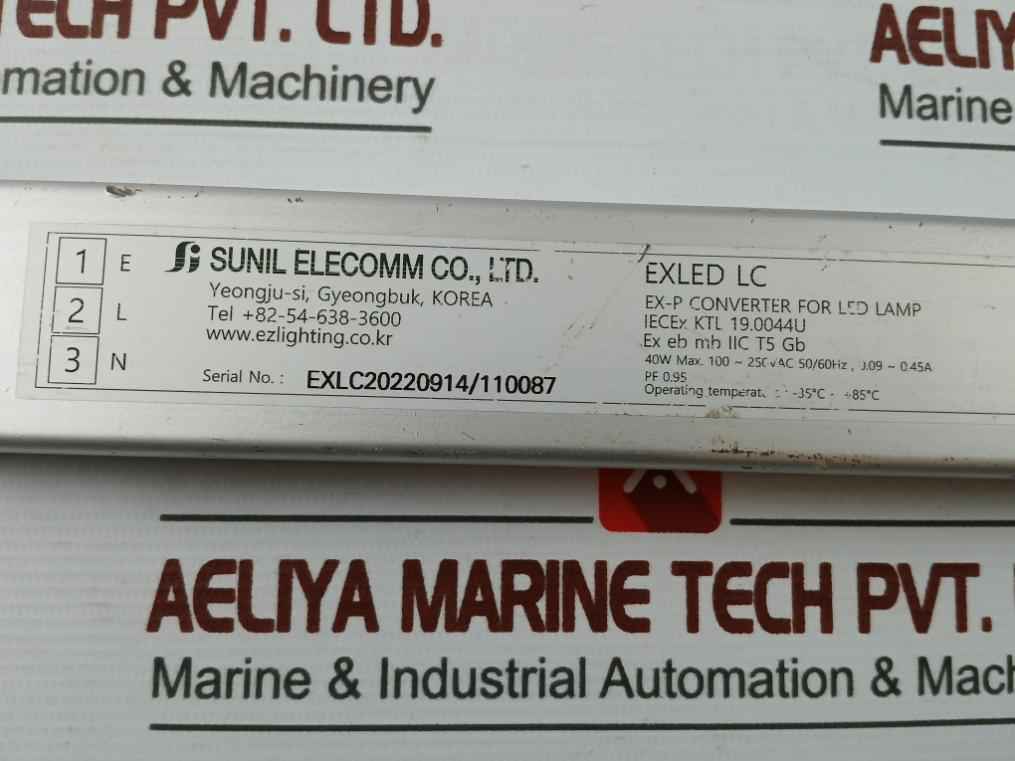 TECH PVT. LTD.
mation & Machinery
AELIY
Marine
1 E
2 L
3 N
SUNIL ELECOMM CO., LTD.
Yeongju-si, Gyeongbuk, KOREA
Tel +82-54-638-3600
www.ezlighting.co.kr
Serial No. : EXLC20220914/110087
EXLED LC
EX-P CONVERTER FOR LED LAMP
IECEx KTL 19.0044U
Ex eb mb IIC T5 Gb
40W Max. 100 ~ 250VAC 50/60Hz, 0.09 ~ 0.45A
PF 0.95
Operating -35°C +85°C
AELIYA MARINE TECH PVT.
Marine & Industrial Automation & Mach